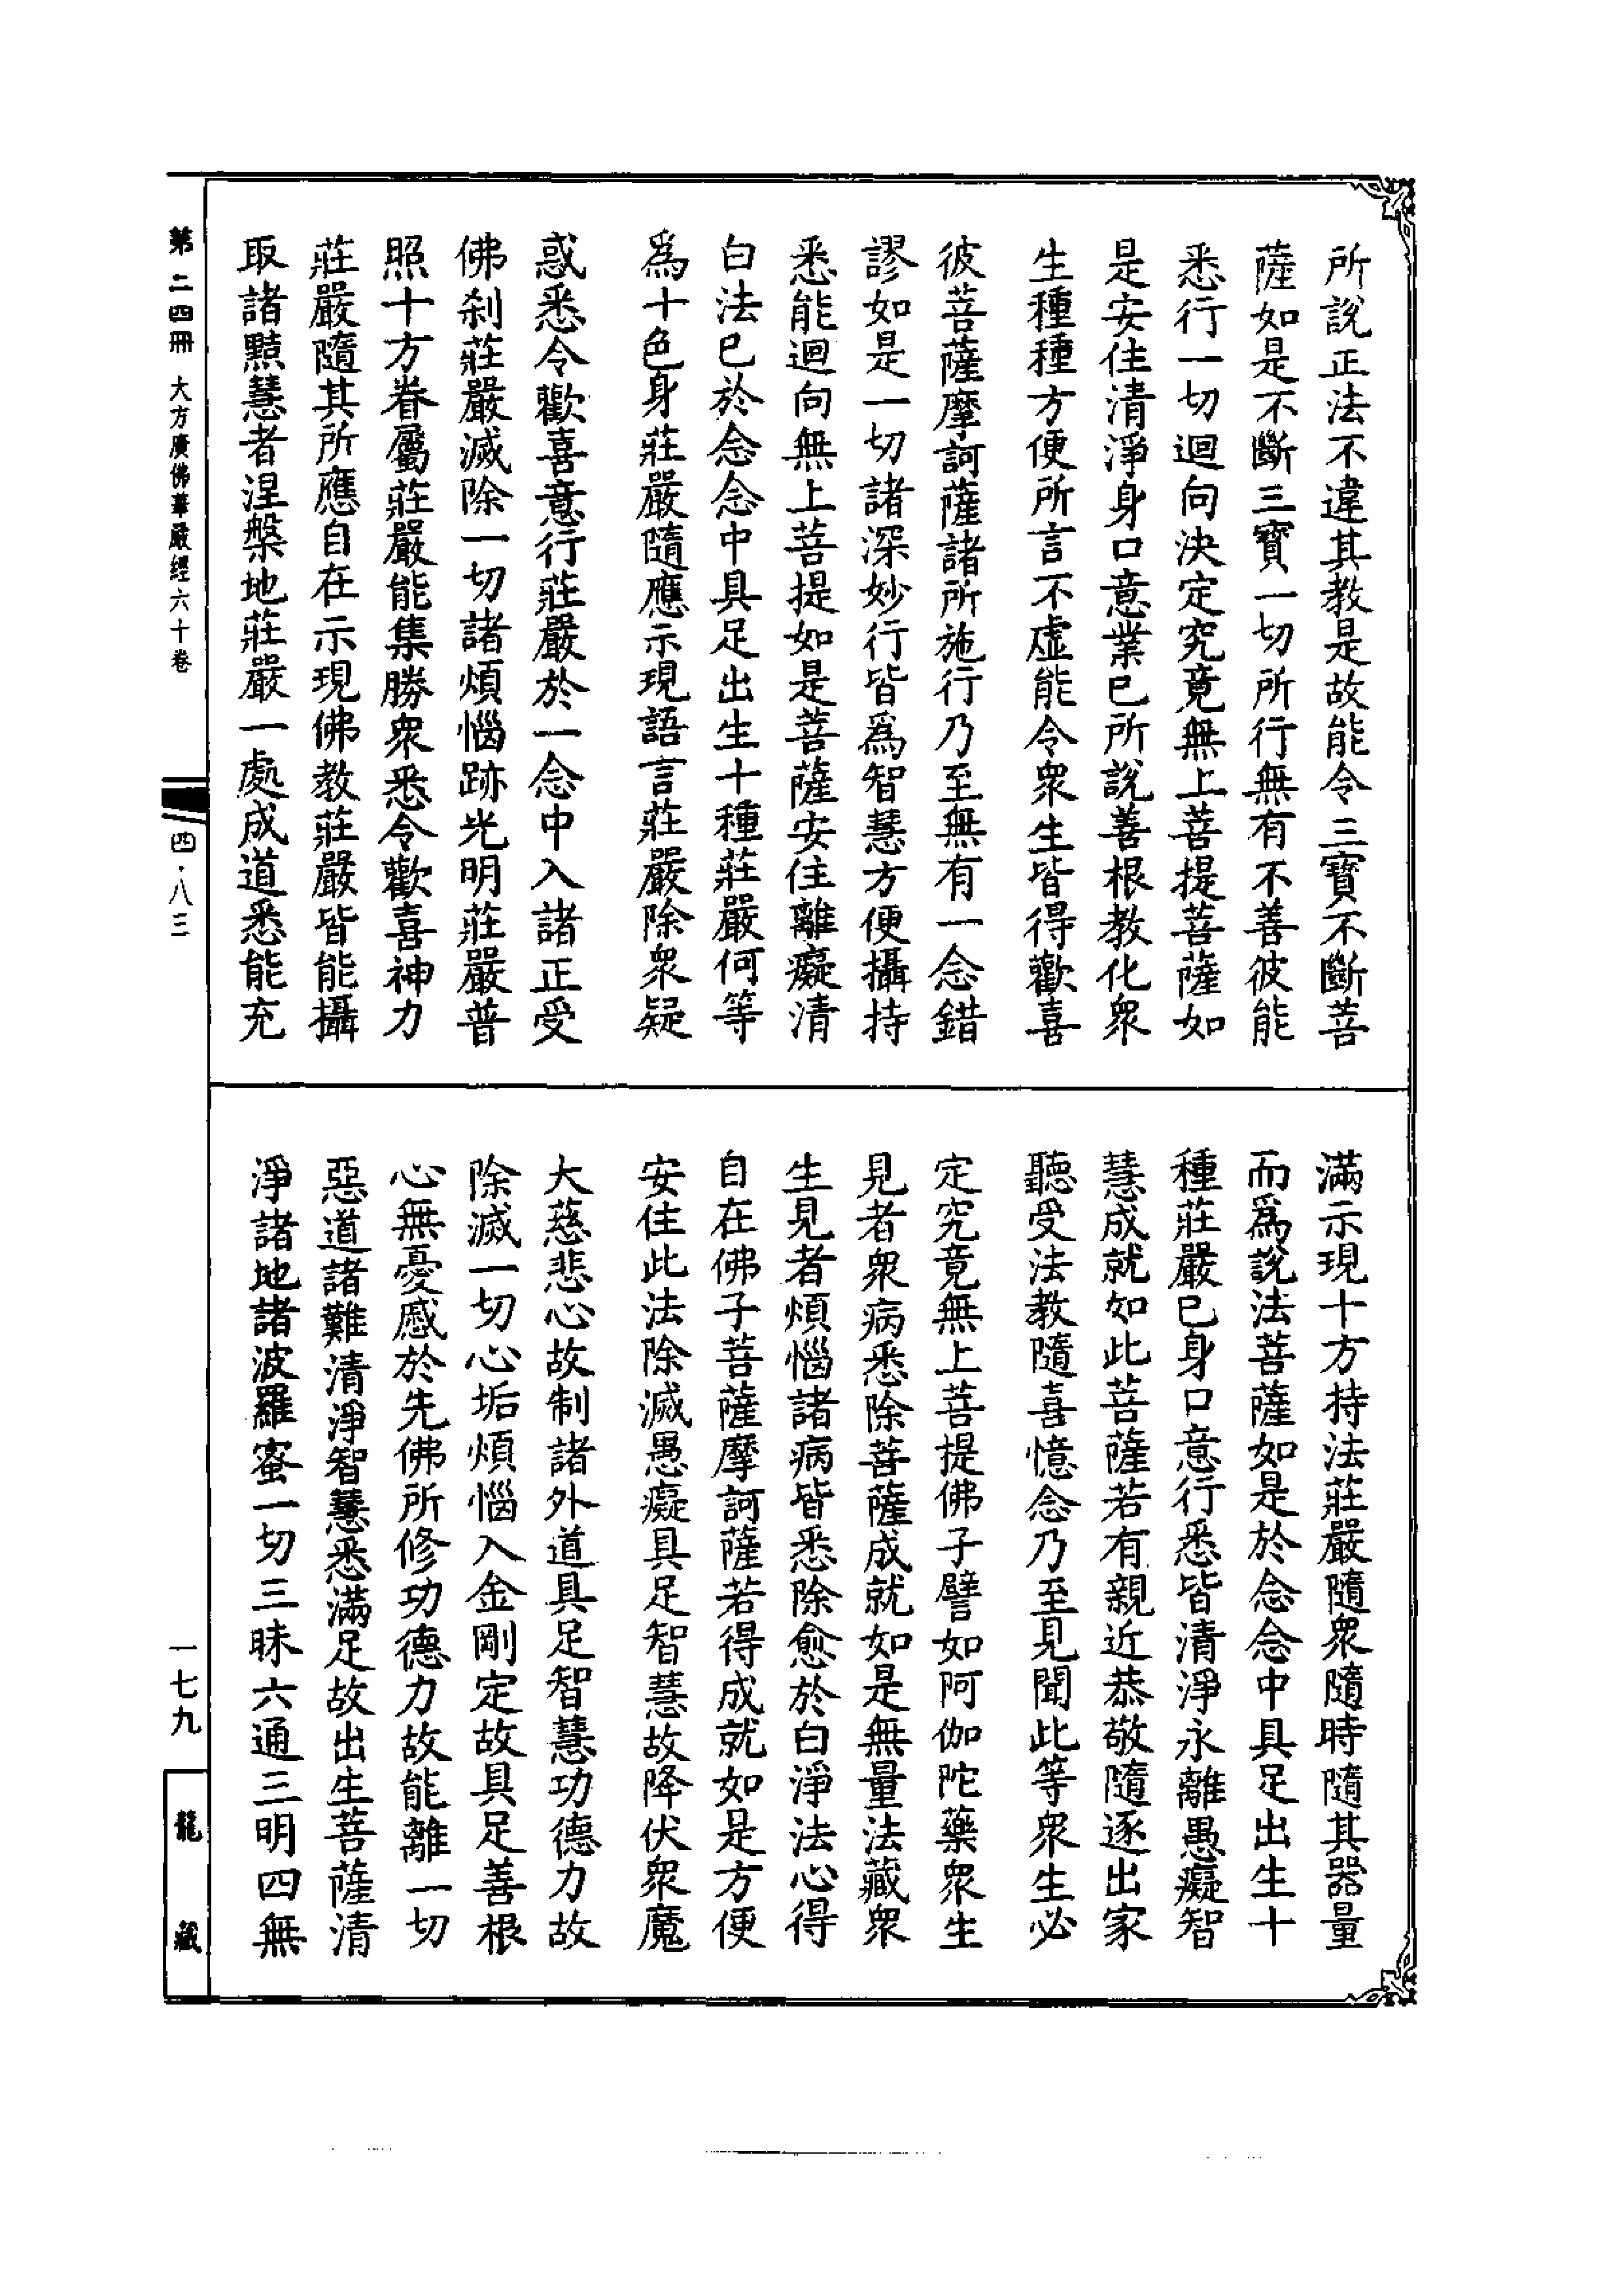 所說正法不違其教是故能令三寶不斷菩
薩如是不斷三寶一切所行無有不善彼能
悉行一切迴向決定究竟無上菩提菩薩如
是安住清淨身口意業已所說善根教化衆
生種種方便所言不虛能令衆生皆得歡喜
彼菩薩摩訶薩諸所施行乃至無有一念錯
謬如是一切諸深妙行皆爲智慧方便攝持
悉能迴向無上菩提如是菩薩安住離癡清
白法已於念念中具足出生十種莊嚴何等
爲十色身莊嚴隨應示現語言莊嚴除衆疑
惑悉令歡喜意行莊嚴於一念中入諸正受
佛刹莊嚴滅除一切諸煩惱跡光明莊嚴普
照十方眷屬莊嚴能集勝衆悉令歡喜神力
莊嚴隨其所應自在示現佛教莊嚴皆能攝
取諸黠慧者涅槃地莊嚴一處成道悉能充
滿示現十方持法莊嚴隨衆隨時隨其器量
而爲說法菩薩如是於念念中具足出生十
種莊嚴已身口意行悉皆清淨永離愚癡智
慧成就如此菩薩若有親近恭敬隨逐出家
聽受法教隨喜憶念乃至見聞此等衆生必
定究竟無上菩提佛子譬如阿伽陀藥衆生
見者衆病悉除菩薩成就如是無量法藏衆
生見者煩惱諸病皆悉除愈於白淨法心得
自在佛子菩薩摩訶薩若得成就如是方便
安住此法除滅愚癡具足智慧故降伏衆魔
大慈悲心故制諸外道具足智慧功德力故
除滅一切心垢煩惱入金剛定故具足善根
心無憂慼於先佛所修功德力故能離一切
惡道諸難清淨智慧悉滿足故出生菩薩清
淨諸地諸波羅蜜一切三昧六通三明四無
第二四冊 大方廣佛華嚴經六十卷
四・八三
一七九
龍藏